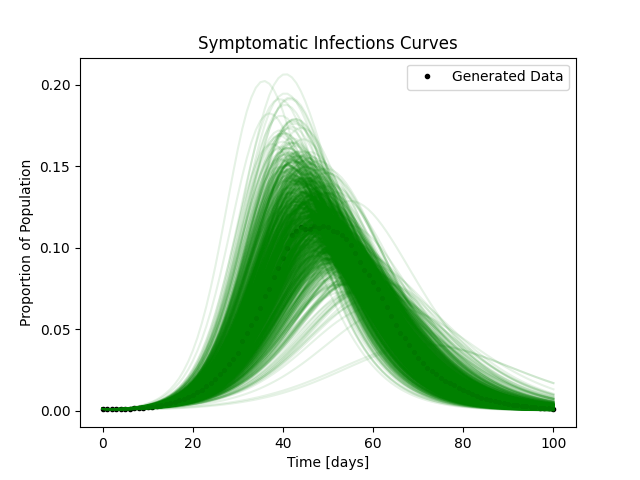 Symptomatic Infections Curves
Generated Data
Proportion of Population
0.20
0.15
0.10
0.05
0.00
0 20 40 60 80 100
Time [days]